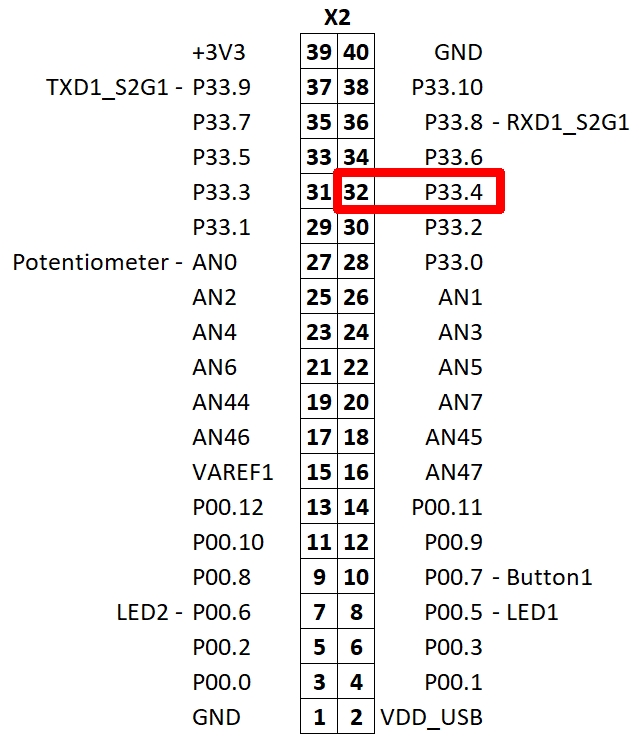 X2
+3V3 39 40 GND
TXD1_S2G1 - P33.9 37 38 P33.10
P33.7 35 36 P33.8 - RXD1_S2G1
P33.5 33 34 P33.6
P33.3 31 32 P33.4
P33.1 29 30 P33.2
Potentiometer - AN0 27 28 P33.0
AN2 25 26 AN1
AN4 23 24 AN3
AN6 21 22 AN5
AN44 19 20 AN7
AN46 17 18 AN45
VAREF1 15 16 AN47
P00.12 13 14 P00.11
P00.10 11 12 P00.9
P00.8 9 10 P00.7 - Button1
LED2 - P00.6 7 8 P00.5 - LED1
P00.2 5 6 P00.3
P00.0 3 4 P00.1
GND 1 2 VDD_USB